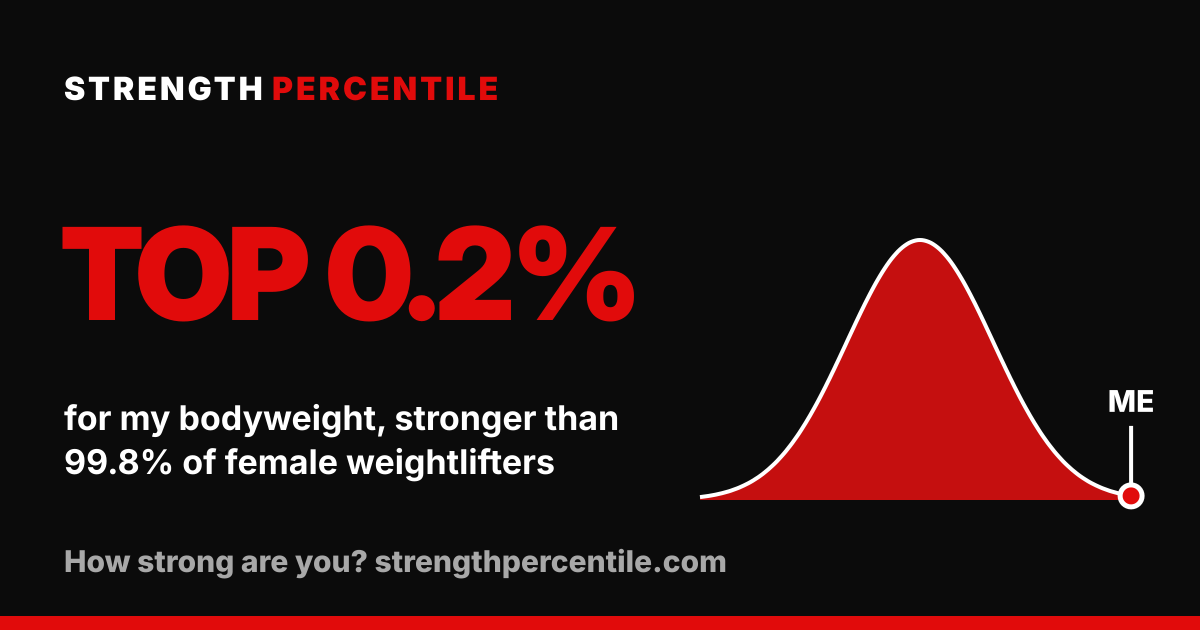 STRENGTH PERCENTILE
TOP 0.2%
for my bodyweight, stronger than
99.8% of female weightlifters
ME
How strong are you? strengthpercentile.com